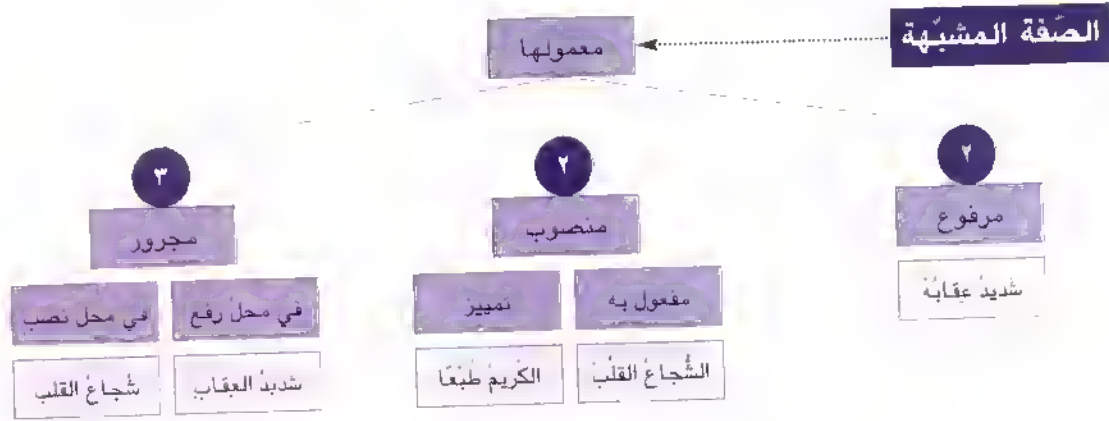 الصّفة المشبّهة
معمولها
٢
مرفوع
شديدٌ عقابُهُ
٢
منصوب
مفعول به
تمييز
الشُّجاعُ القلْبَ
الكريمُ طبْعًا
٣
مجرور
في محلّ رفع
في محل نصب
شديدُ العقابِ
شُجاعُ القلبِ